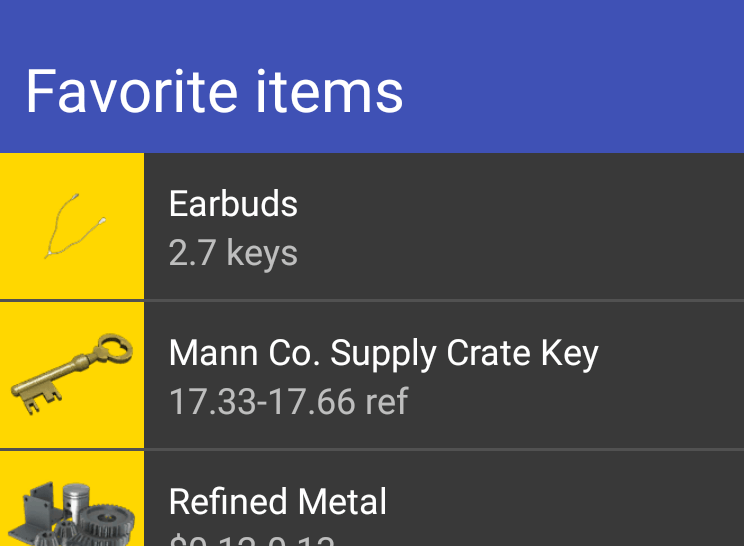 Favorite items
Earbuds
2.7 keys
Mann Co. Supply Crate Key
17.33-17.66 ref
Refined Metal